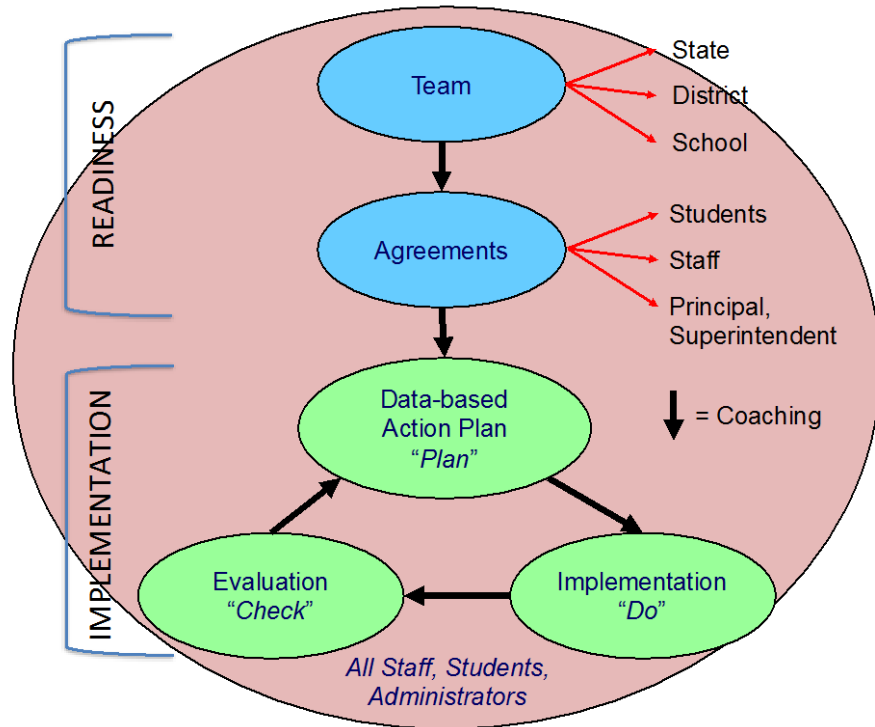 READINESS
Team
State
District
School
Agreements
Students
Staff
Principal,
Superintendent
IMPLEMENTATION
Data-based
Action Plan
“Plan”
= Coaching
Evaluation
“Check”
Implementation
“Do”
All Staff, Students,
Administrators